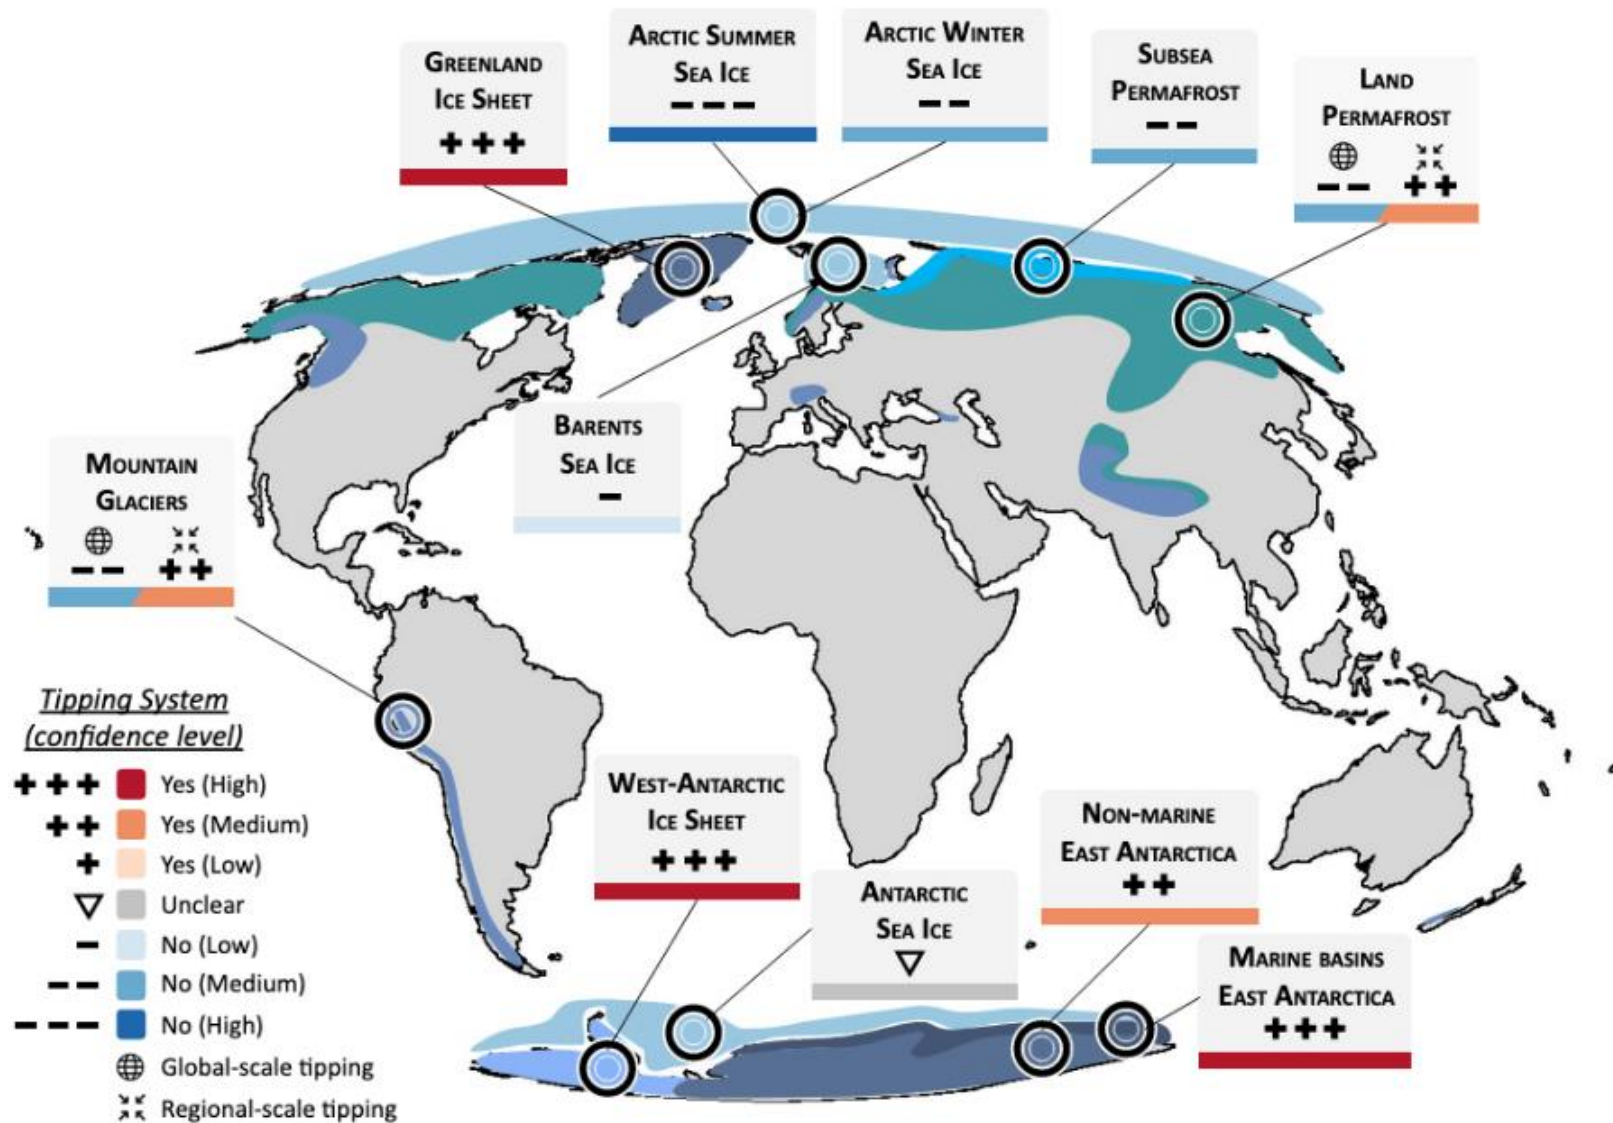 Greenland
Ice Sheet
+ + +
Arctic Summer
Sea Ice
− − −
Arctic Winter
Sea Ice
− −
Subsea
Permafrost
− −
Land
Permafrost
− − + +
Barents
Sea Ice
−
Mountain
Glaciers
− − + +
Tipping System
(confidence level)
+ + + Yes (High)
+ + Yes (Medium)
+ Yes (Low)
▽ Unclear
− No (Low)
− − No (Medium)
− − − No (High)
Global-scale tipping
Regional-scale tipping
West-Antarctic
Ice Sheet
+ + +
Antarctic
Sea Ice
▽
Non-marine
East Antarctica
+ +
Marine basins
East Antarctica
+ + +